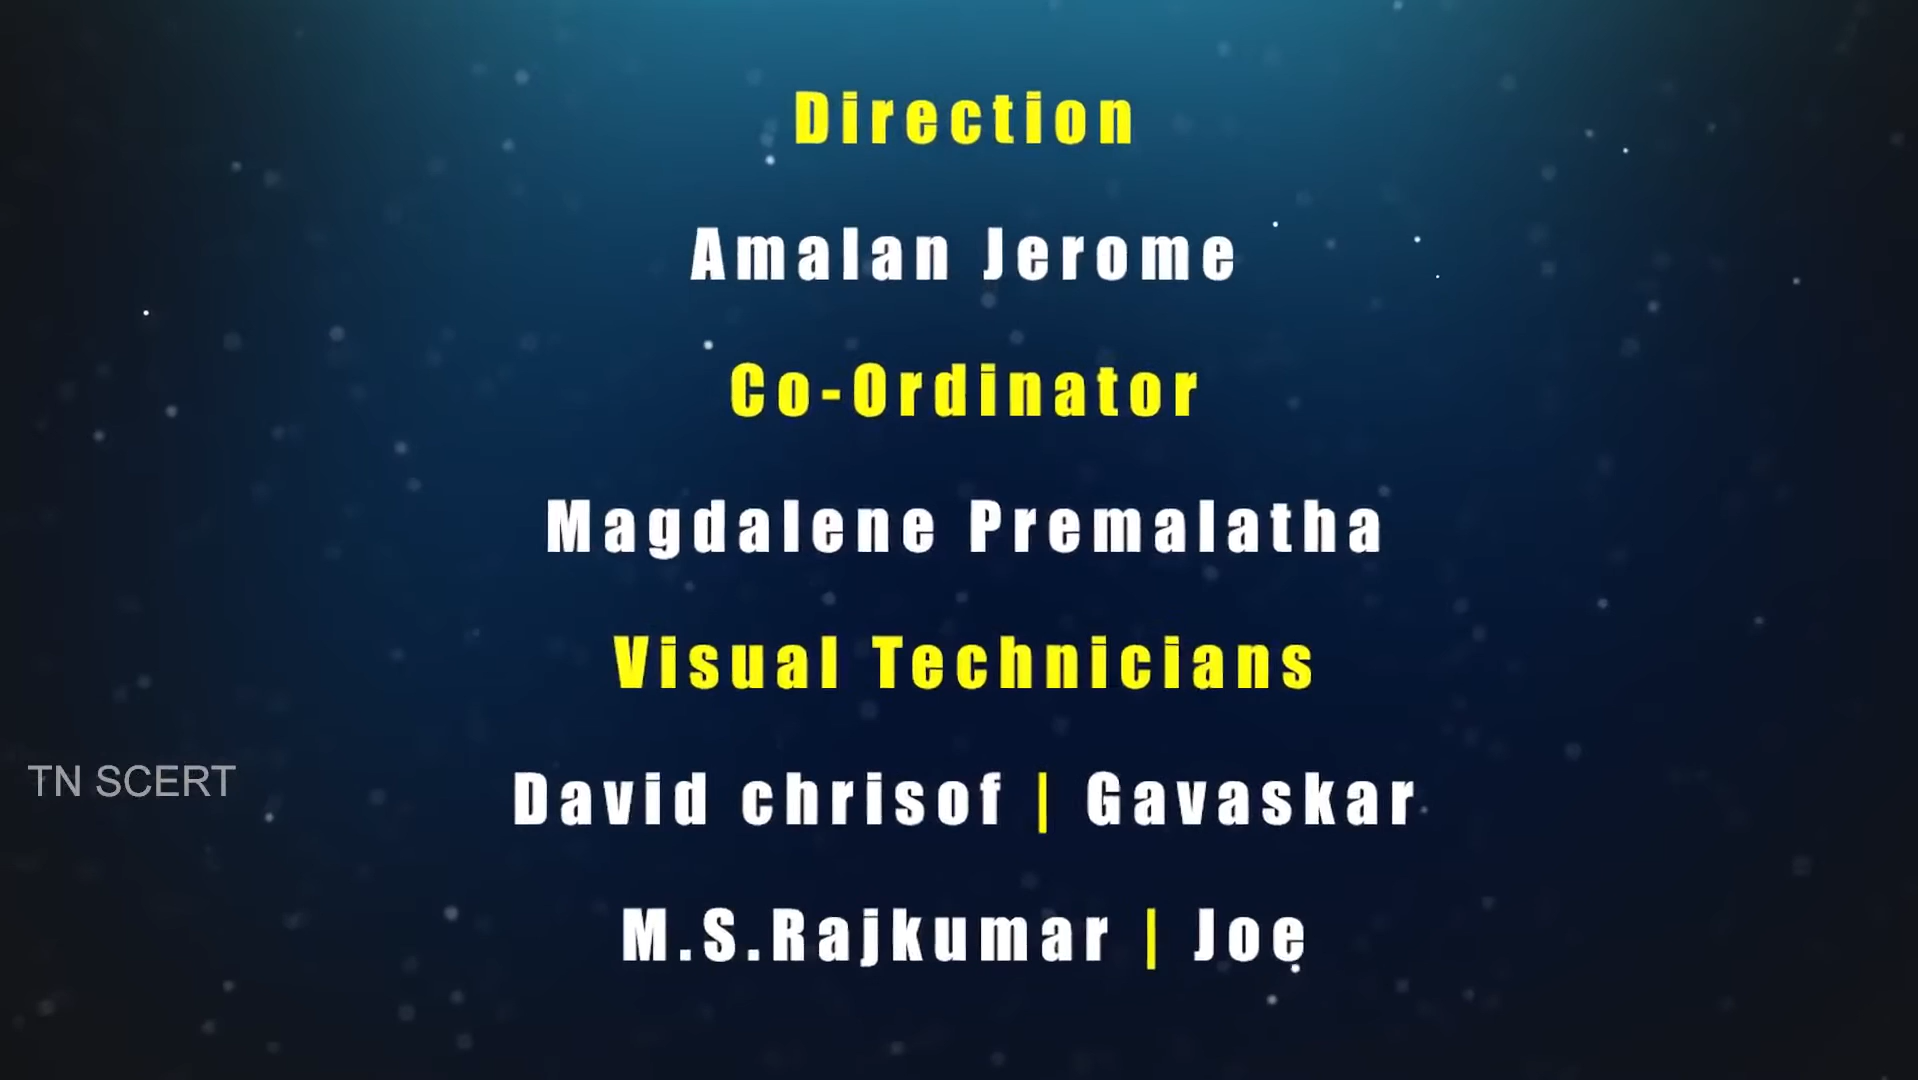 Direction
Amalan Jerome
Co-Ordinator
Magdalene Premalatha
Visual Technicians
TN SCERT
David chrisof | Gavaskar
M.S.Rajkumar | Joe